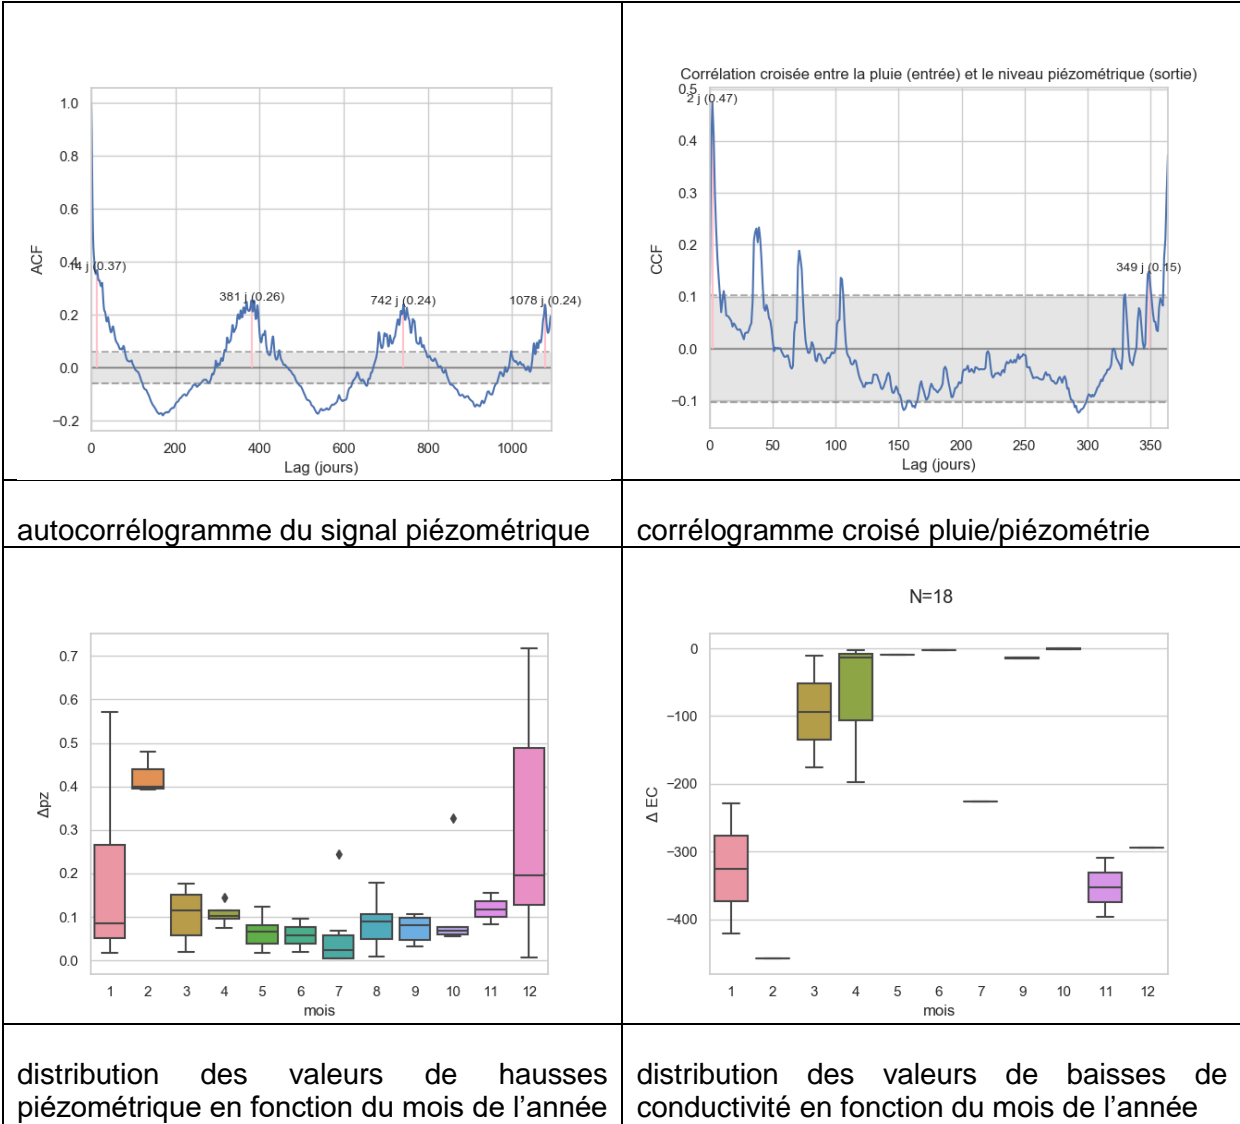 1.0
0.8
0.6
0.4
0.2
0.0
−0.2
ACF
14 j (0.37)
381 j (0.26)
742 j (0.24)
1078 j (0.24)
0 200 400 600 800 1000
Lag (jours)
Corrélation croisée entre la pluie (entrée) et le niveau piézométrique (sortie)
0.5
0.4
0.3
0.2
0.1
0.0
−0.1
CCF
2 j (0.47)
349 j (0.15)
0 50 100 150 200 250 300 350
Lag (jours)
autocorrélogramme du signal piézométrique
corrélogramme croisé pluie/piézométrie
0.7
0.6
0.5
0.4
0.3
0.2
0.1
0.0
Δpz
1 2 3 4 5 6 7 8 9 10 11 12
mois
N=18
0
−100
−200
−300
−400
Δ EC
1 2 3 4 5 6 7 9 10 11 12
mois
distribution des valeurs de hausses
piézométrique en fonction du mois de l’année
distribution des valeurs de baisses de
conductivité en fonction du mois de l’année